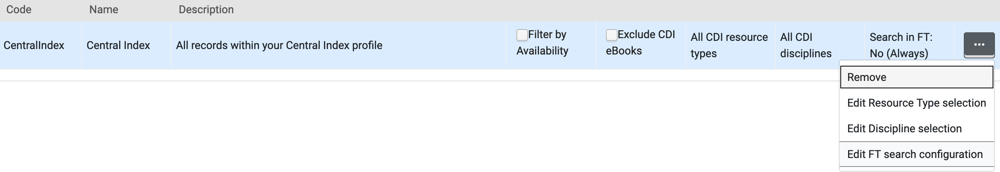 Code Name Description
CentralIndex Central Index All records within your Central Index profile
Filter by
Availability
Exclude CDI
eBooks
All CDI resource
types
All CDI
disciplines
Search in FT:
No (Always)
...
Remove
Edit Resource Type selection
Edit Discipline selection
Edit FT search configuration